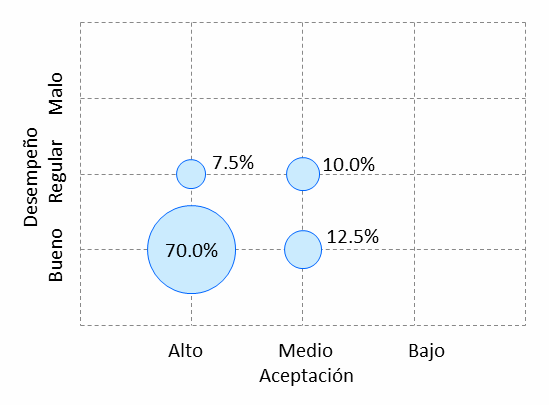 Desempeño
Malo
Regular
Bueno
7.5%
10.0%
70.0%
12.5%
Alto
Medio
Bajo
Aceptación